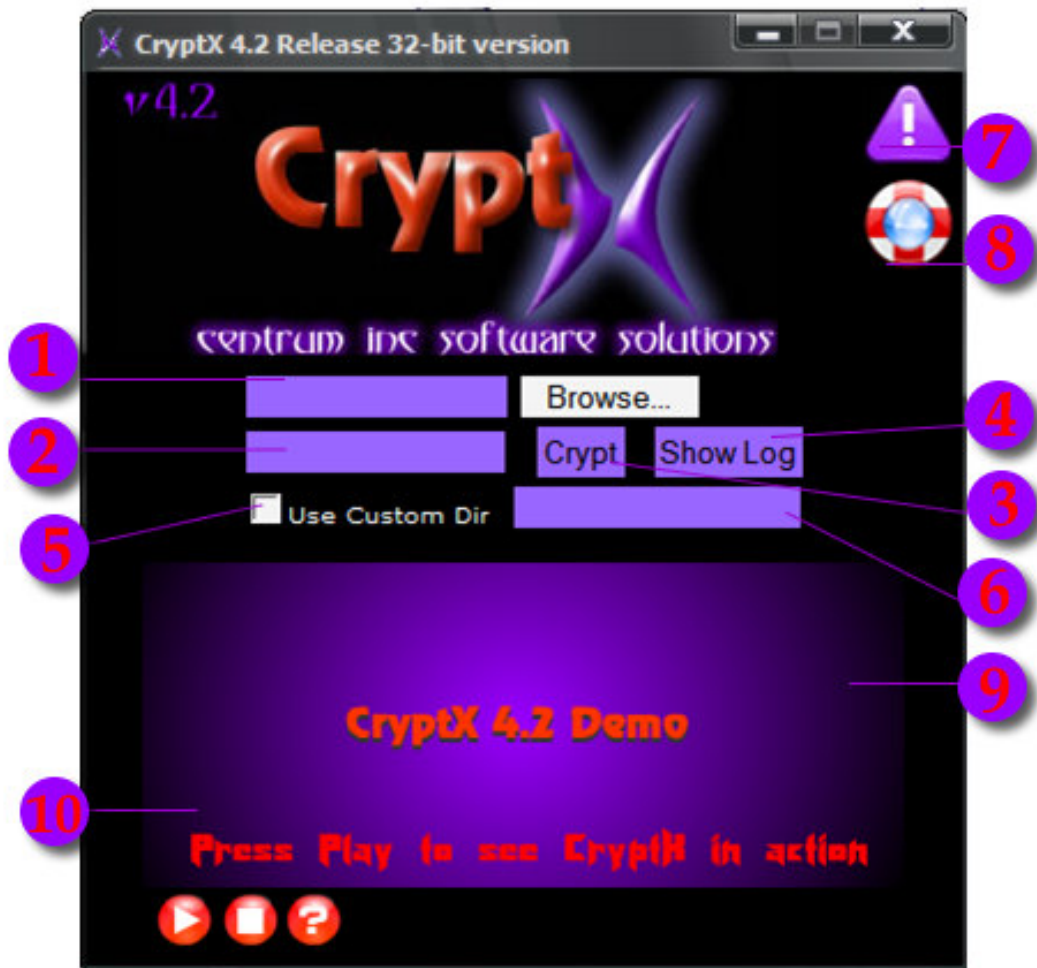 CryptX 4.2 Release 32-bit version
v4.2
CryptX
centrum inc software solutions
7
8
1
Browse...
2
Crypt
Show Log
4
3
5
Use Custom Dir
6
9
CryptX 4.2 Demo
10
Press Play to see CryptX in action